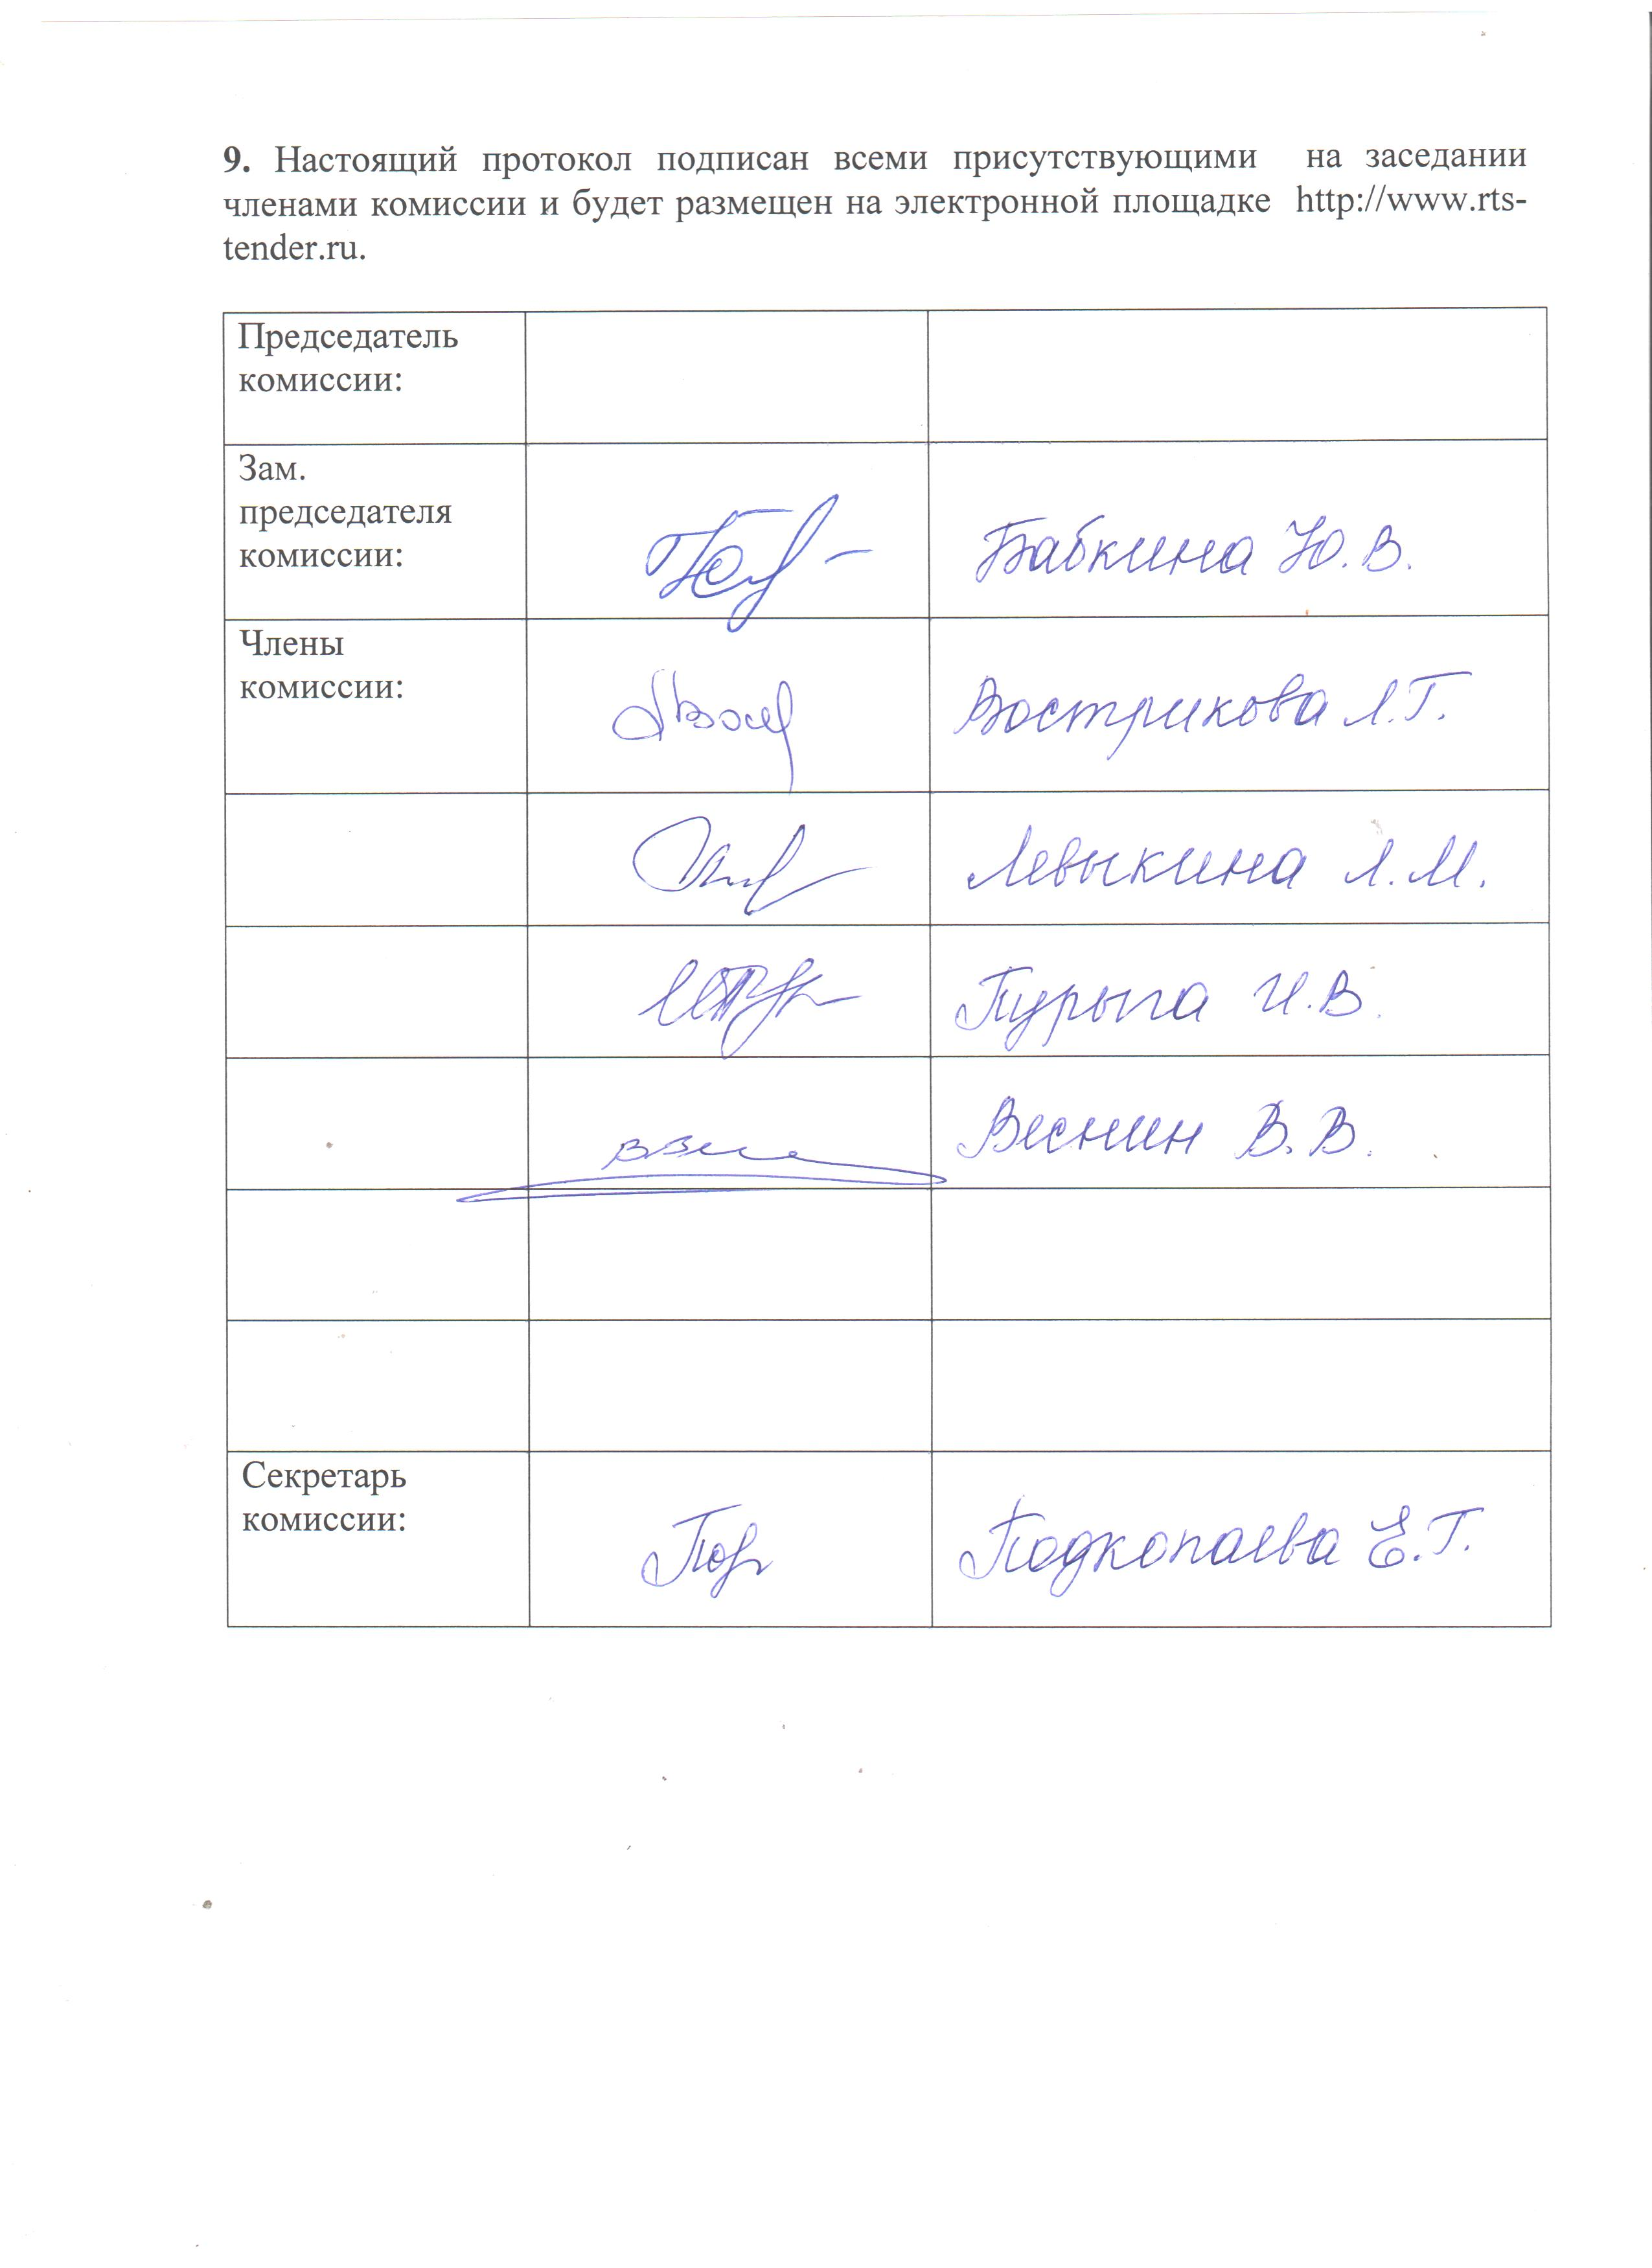 9. Настоящий протокол подписан всеми присутствующими на заседании
членами комиссии и будет размещен на электронной площадке http://www.rts-
tender.ru.
Председатель
комиссии:
Зам.
председателя
комиссии:
Бабкина Ю.В.
Члены
комиссии:
Вострикова Л.Г.
Левыкина Л.М.
Пурыга И.В.
Веснин В.В.
Секретарь
комиссии:
Подкопаева Е.Г.